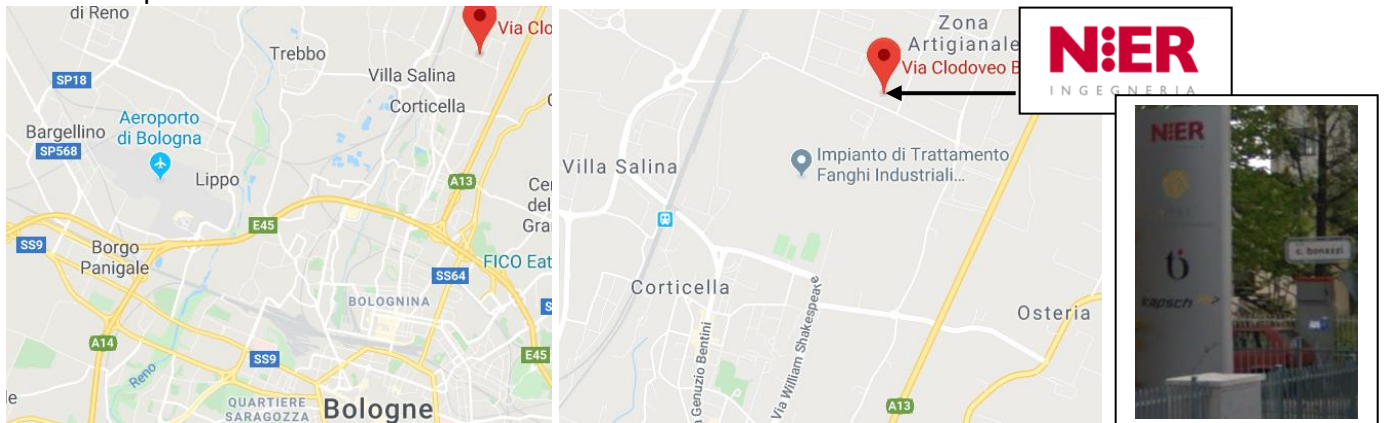 di Reno
Via Clo
Trebbo
Villa Salina
SP18
Corticella
Aeroporto
di Bologna
Bargellino
SP568
Lippo
A13
Cer
del
Gra
E45
SS9
Borgo
Panigale
FICO Eat
SS64
BOLOGNINA
A14
SS9
E45
Reno
QUARTIERE
SARAGOZZA
Bologne
Zona
Artigianale
Via Clodoveo B
Impianto di Trattamento
Fanghi Industriali...
Villa Salina
Corticella
Osteria
Via William Shakespeare
Genuzio Bentini
A13
NIER
INGEGNERIA
NIER
c. bonazzi
kapsch